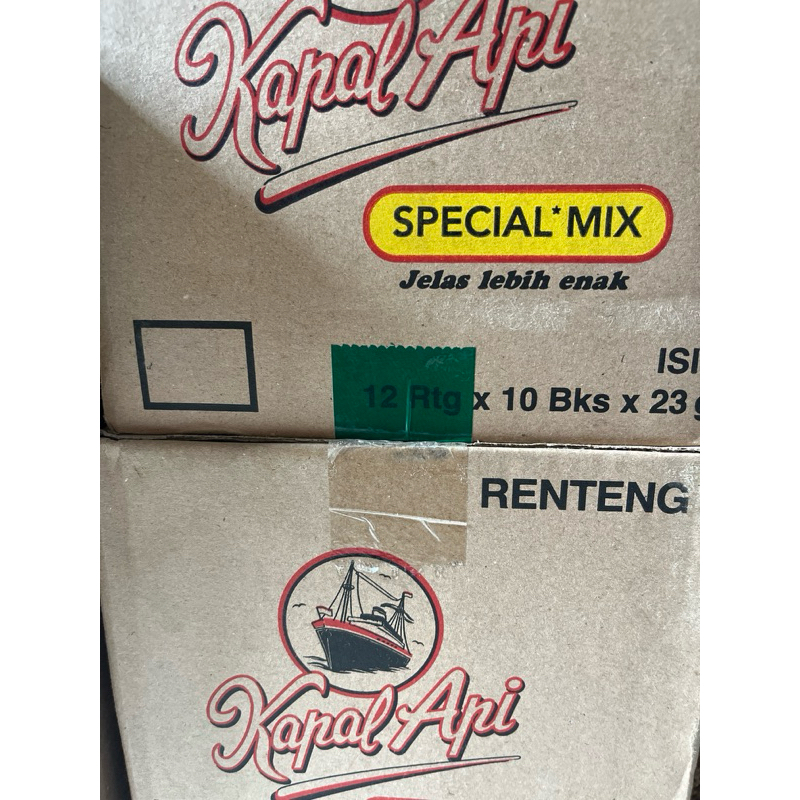 Kapal Api
SPECIAL* MIX
Jelas lebih enak
ISI
12 Rtg x 10 Bks x 23 g
RENTENG
Kapal Api